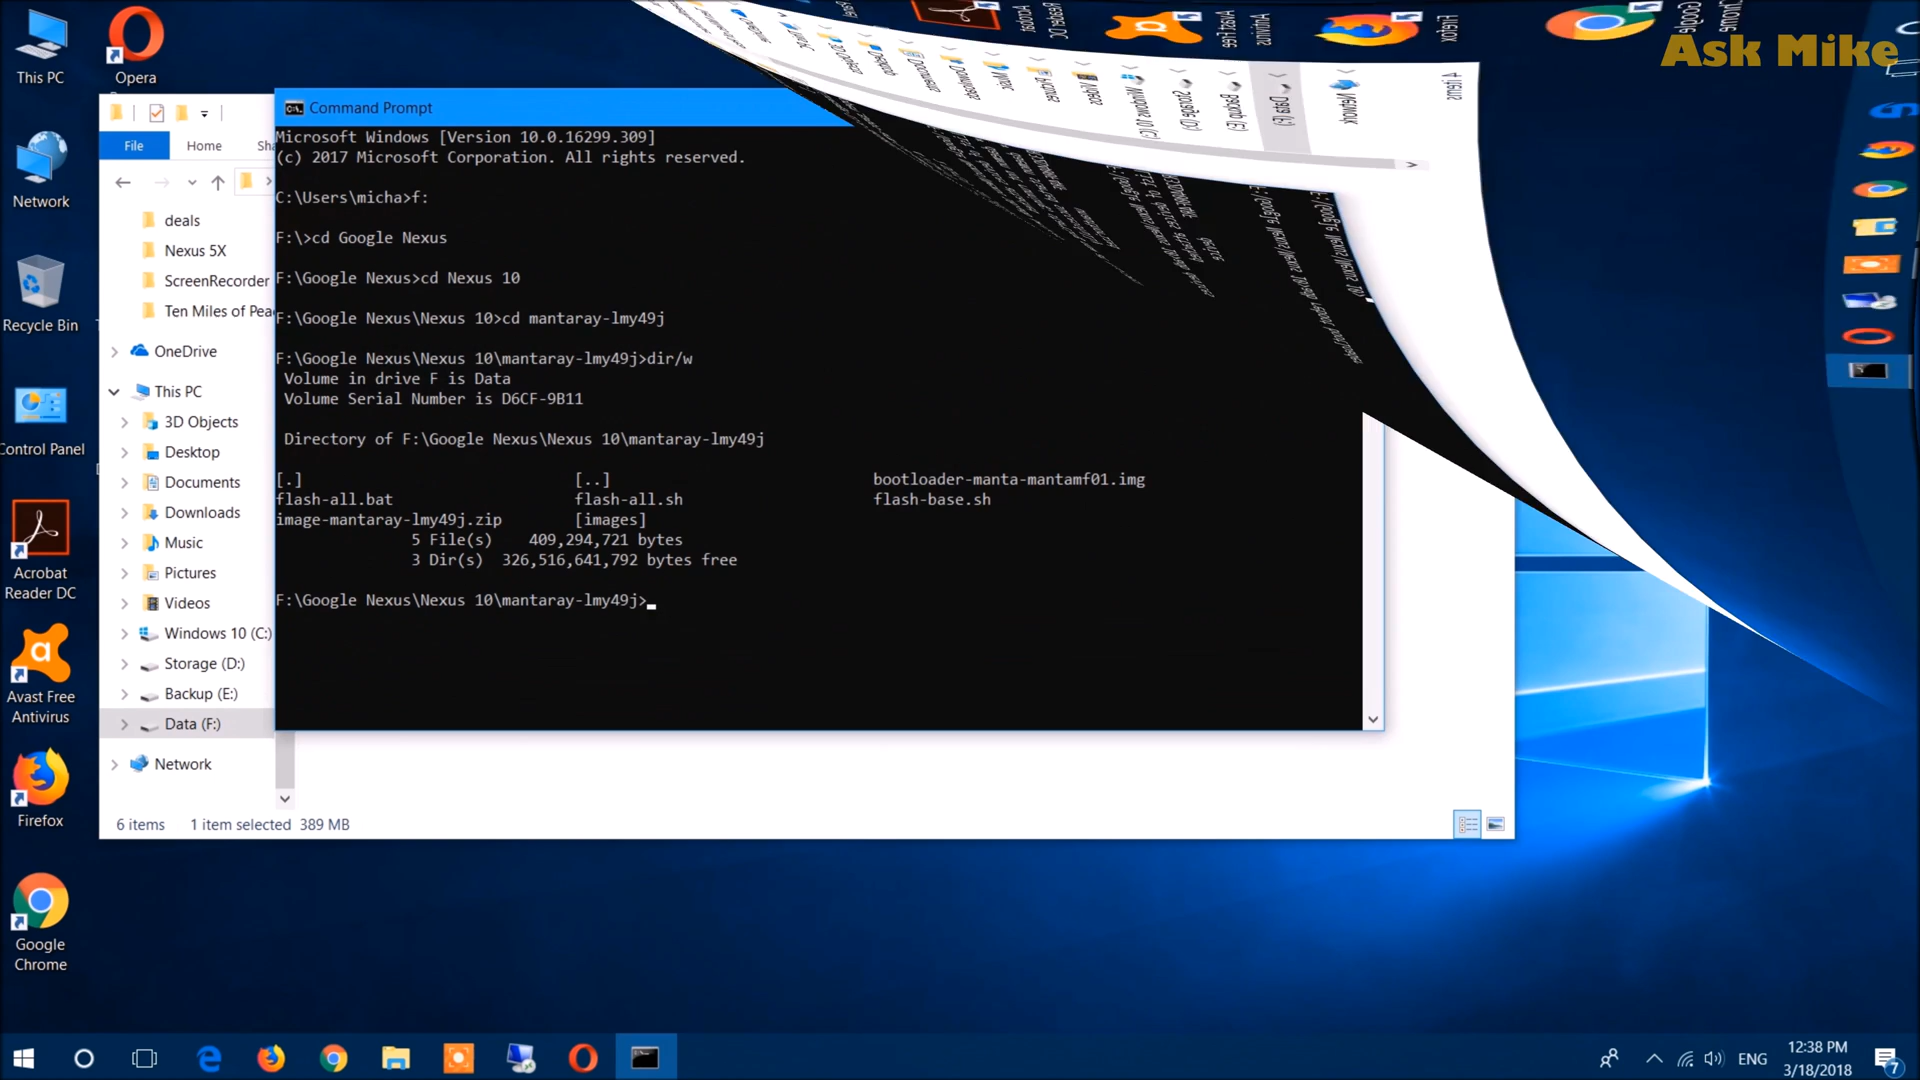 This PC
Opera
Network
Recycle Bin
Control Panel
Acrobat
Reader DC
Avast Free
Antivirus
Firefox
Google
Chrome
Ask Mike
File
Home
Sha
deals
Nexus 5X
ScreenRecorder
Ten Miles of Pea
OneDrive
This PC
3D Objects
Desktop
Documents
Downloads
Music
Pictures
Videos
Windows 10 (C:)
Storage (D:)
Backup (E:)
Data (F:)
Network
6 items 1 item selected 389 MB
Command Prompt
Microsoft Windows [Version 10.0.16299.309]
(c) 2017 Microsoft Corporation. All rights reserved.
C:\Users\micha>f:
F:\>cd Google Nexus
F:\Google Nexus>cd Nexus 10
F:\Google Nexus\Nexus 10>cd mantaray-lmy49j
F:\Google Nexus\Nexus 10\mantaray-lmy49j>dir/w
Volume in drive F is Data
Volume Serial Number is D6CF-9B11
Directory of F:\Google Nexus\Nexus 10\mantaray-lmy49j
[.] [..] bootloader-manta-mantamf01.img
flash-all.bat flash-all.sh flash-base.sh
image-mantaray-lmy49j.zip [images]
5 File(s) 409,294,721 bytes
3 Dir(s) 326,516,641,792 bytes free
F:\Google Nexus\Nexus 10\mantaray-lmy49j>
ENG
12:38 PM
3/18/2018
7